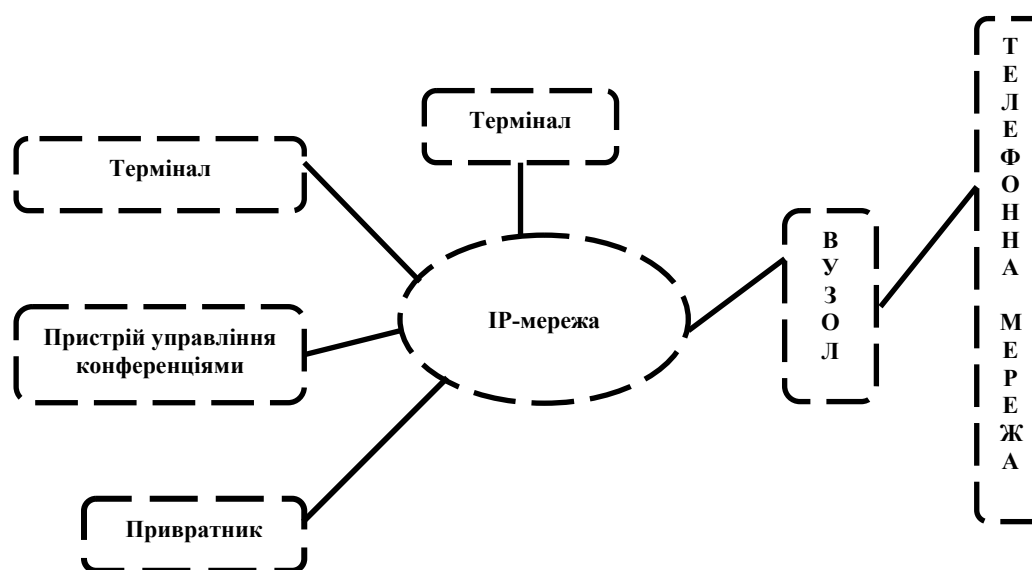 Термінал
Термінал
Пристрій управління
конференціями
Привратник
IP-мережа
В
У
З
О
Л
Т
Е
Л
Е
Ф
О
Н
Н
А
М
Е
Р
Е
Ж
А